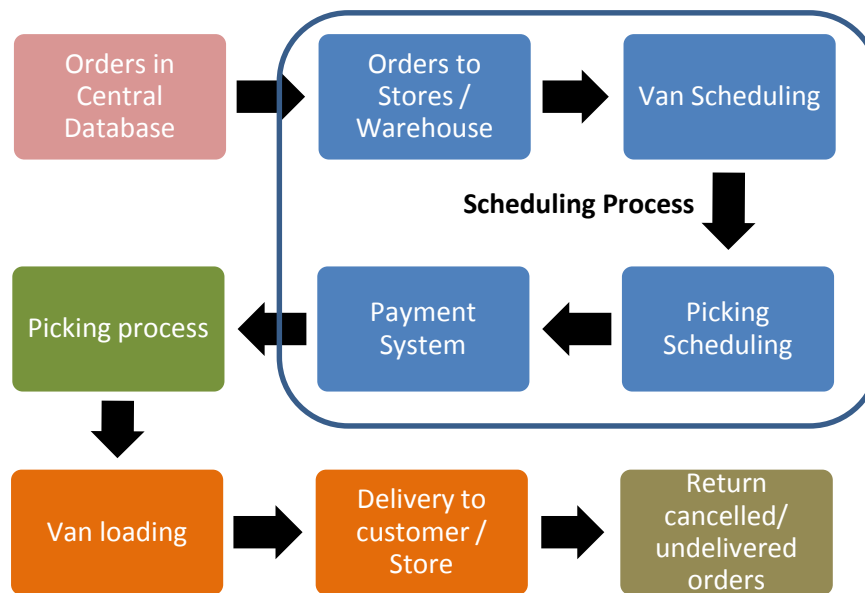 Orders in
Central
Database
Orders to
Stores /
Warehouse
Van Scheduling
Scheduling Process
Picking process
Payment
System
Picking
Scheduling
Van loading
Delivery to
customer /
Store
Return
cancelled/
undelivered
orders